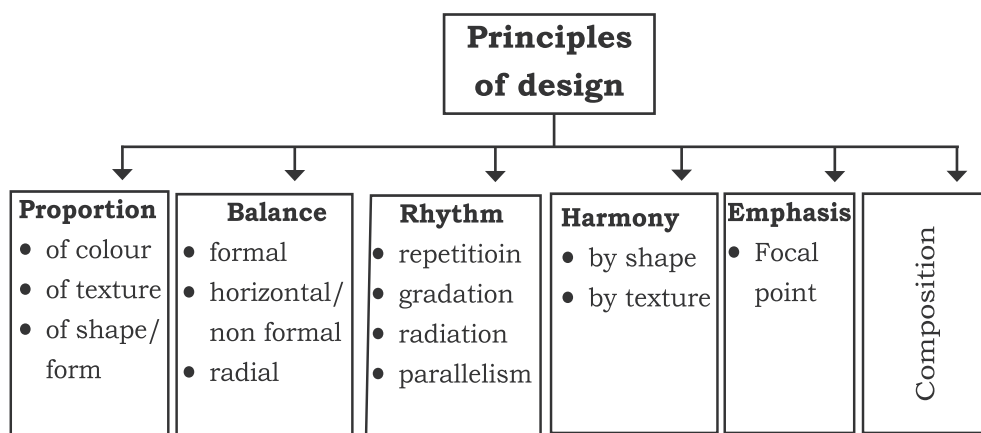 Principles
of design
Proportion
● of colour
● of texture
● of shape/
form
Balance
● formal
● horizontal/
non formal
● radial
Rhythm
● repetitioin
● gradation
● radiation
● parallelism
Harmony
● by shape
● by texture
Emphasis
● Focal
point
Composition